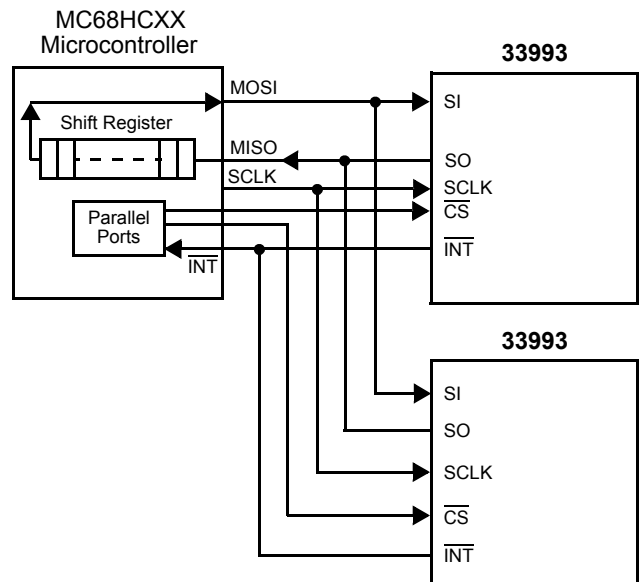 MC68HCXX
Microcontroller
33993
MOSI
SI
Shift Register
MISO
SO
SCLK
SCLK
CS
Parallel
Ports
INT
INT
33993
SI
SO
SCLK
CS
INT